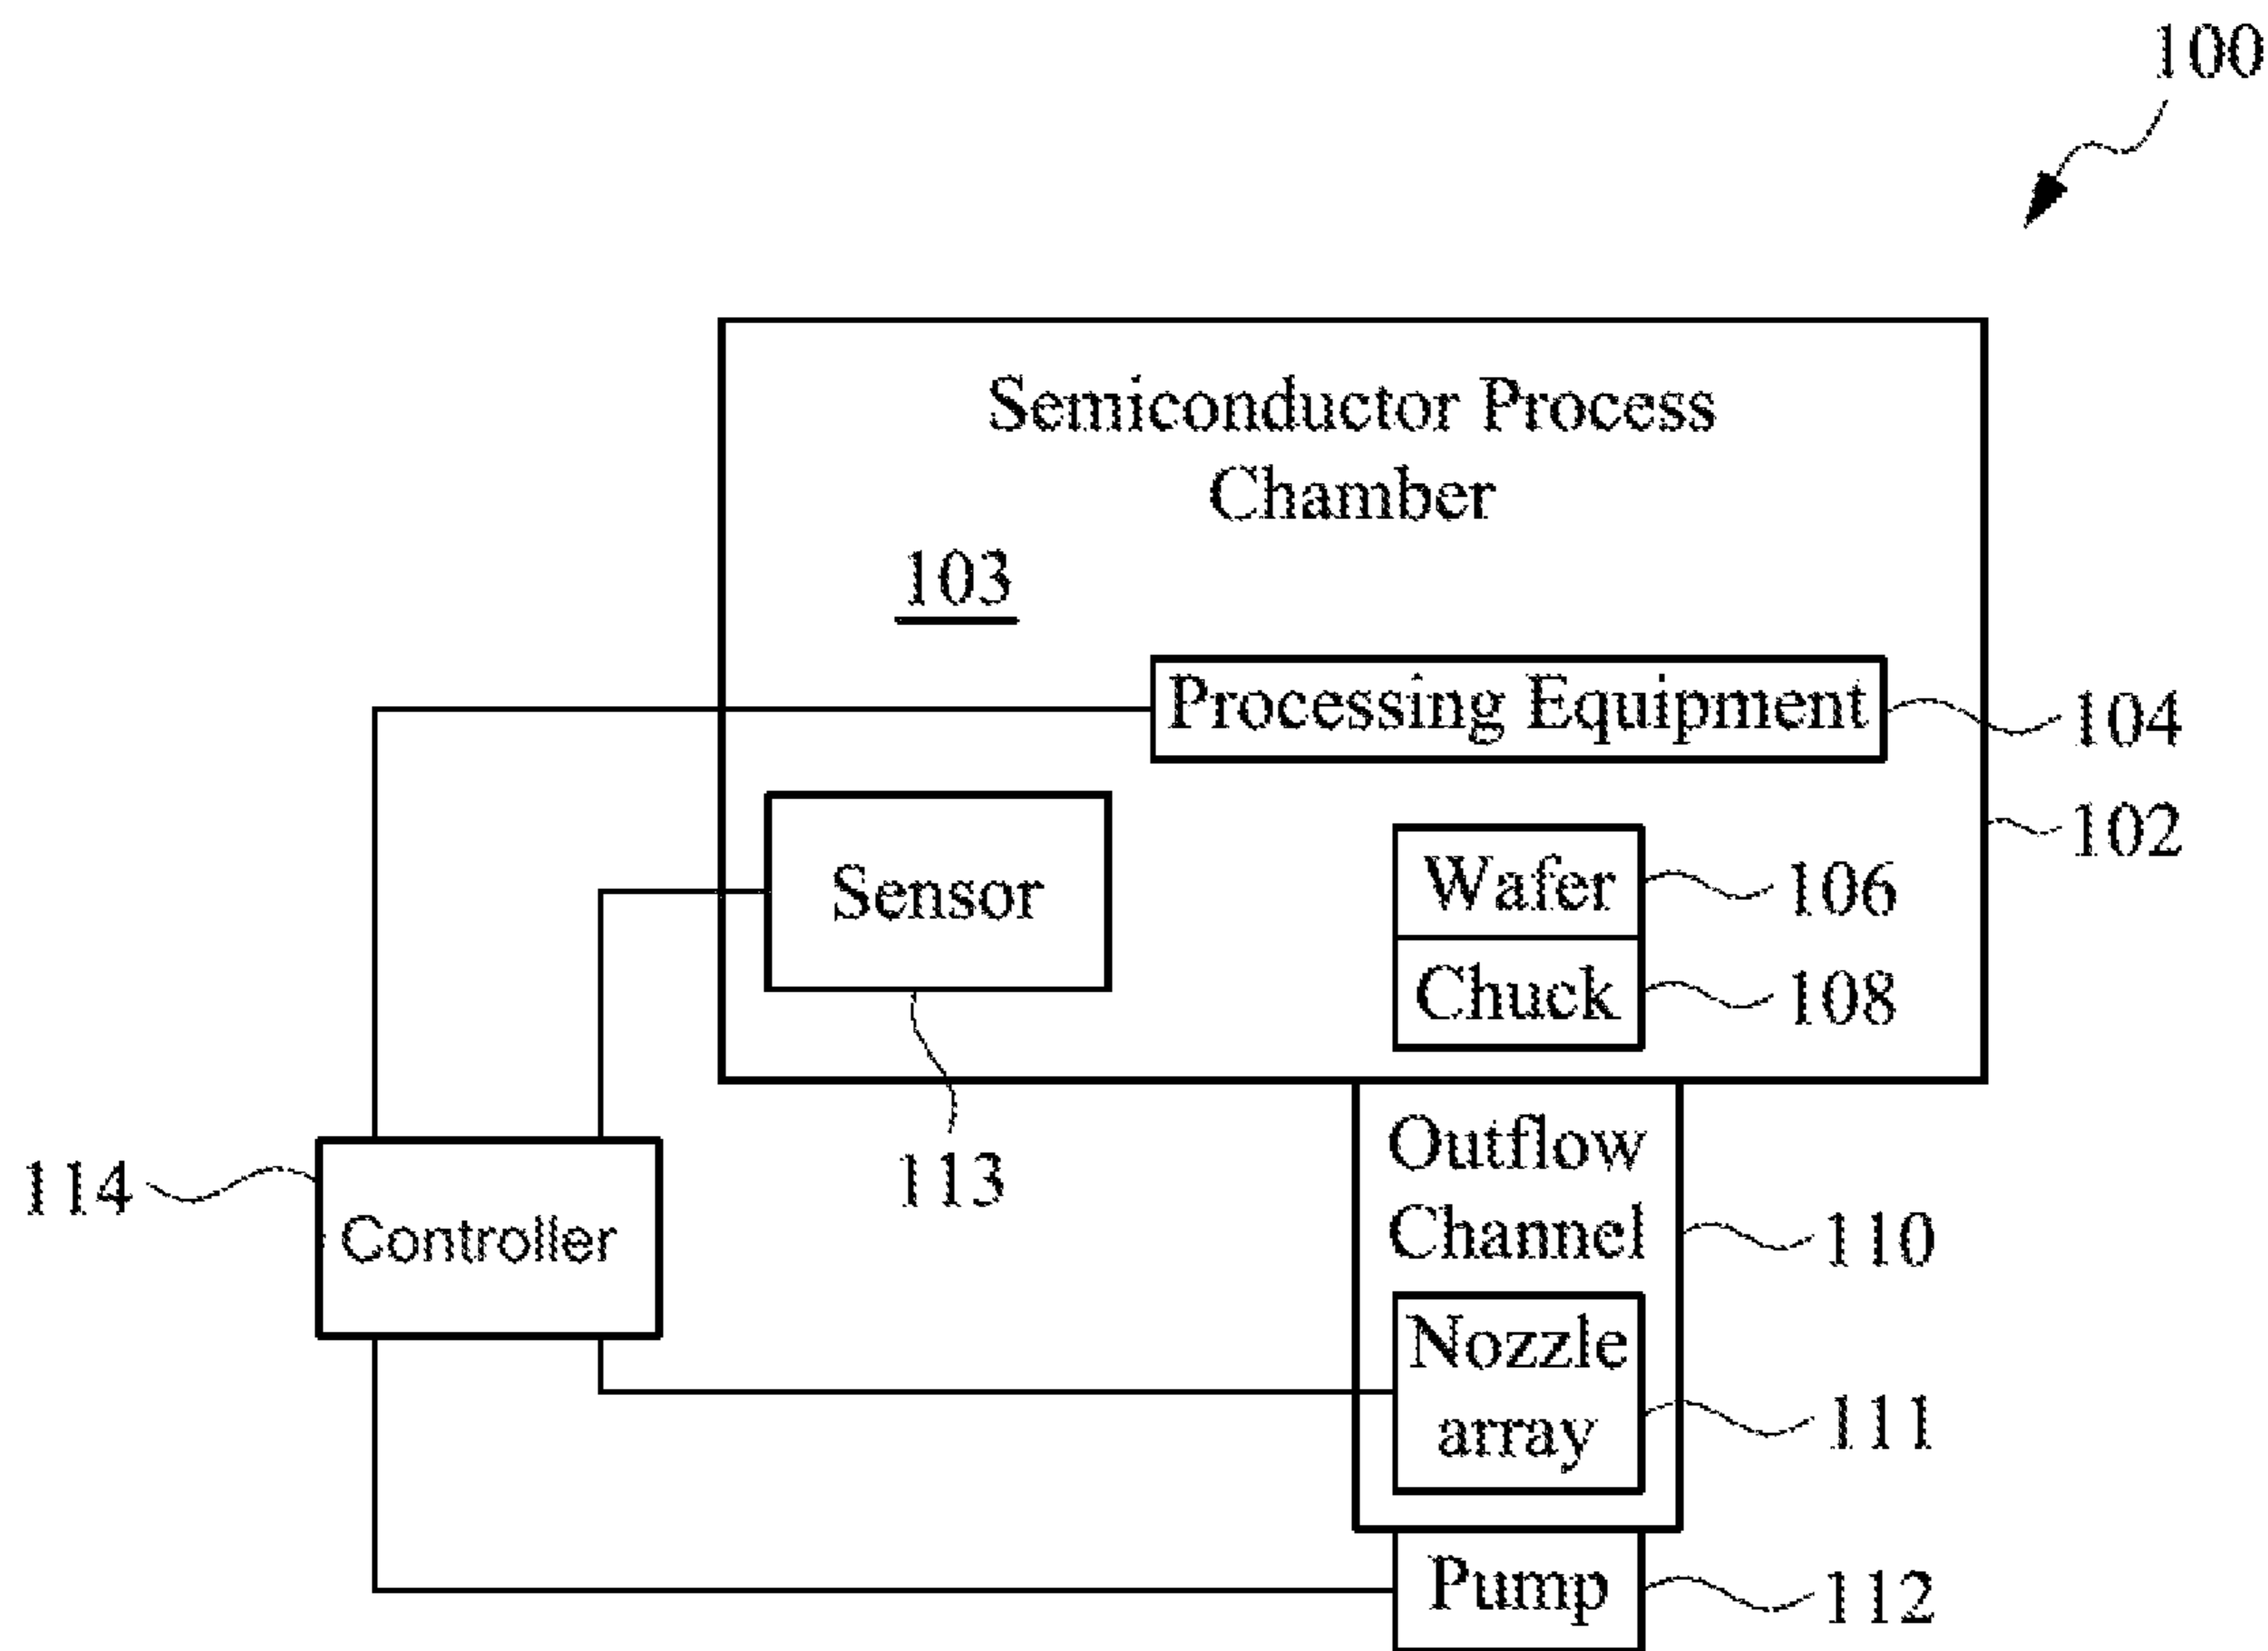 100
Semiconductor Process
Chamber
103
Processing Equipment
104
102
Sensor
Wafer
106
Chuck
108
113
114
Controller
Outflow
Channel
110
Nozzle
array
111
Pump
112